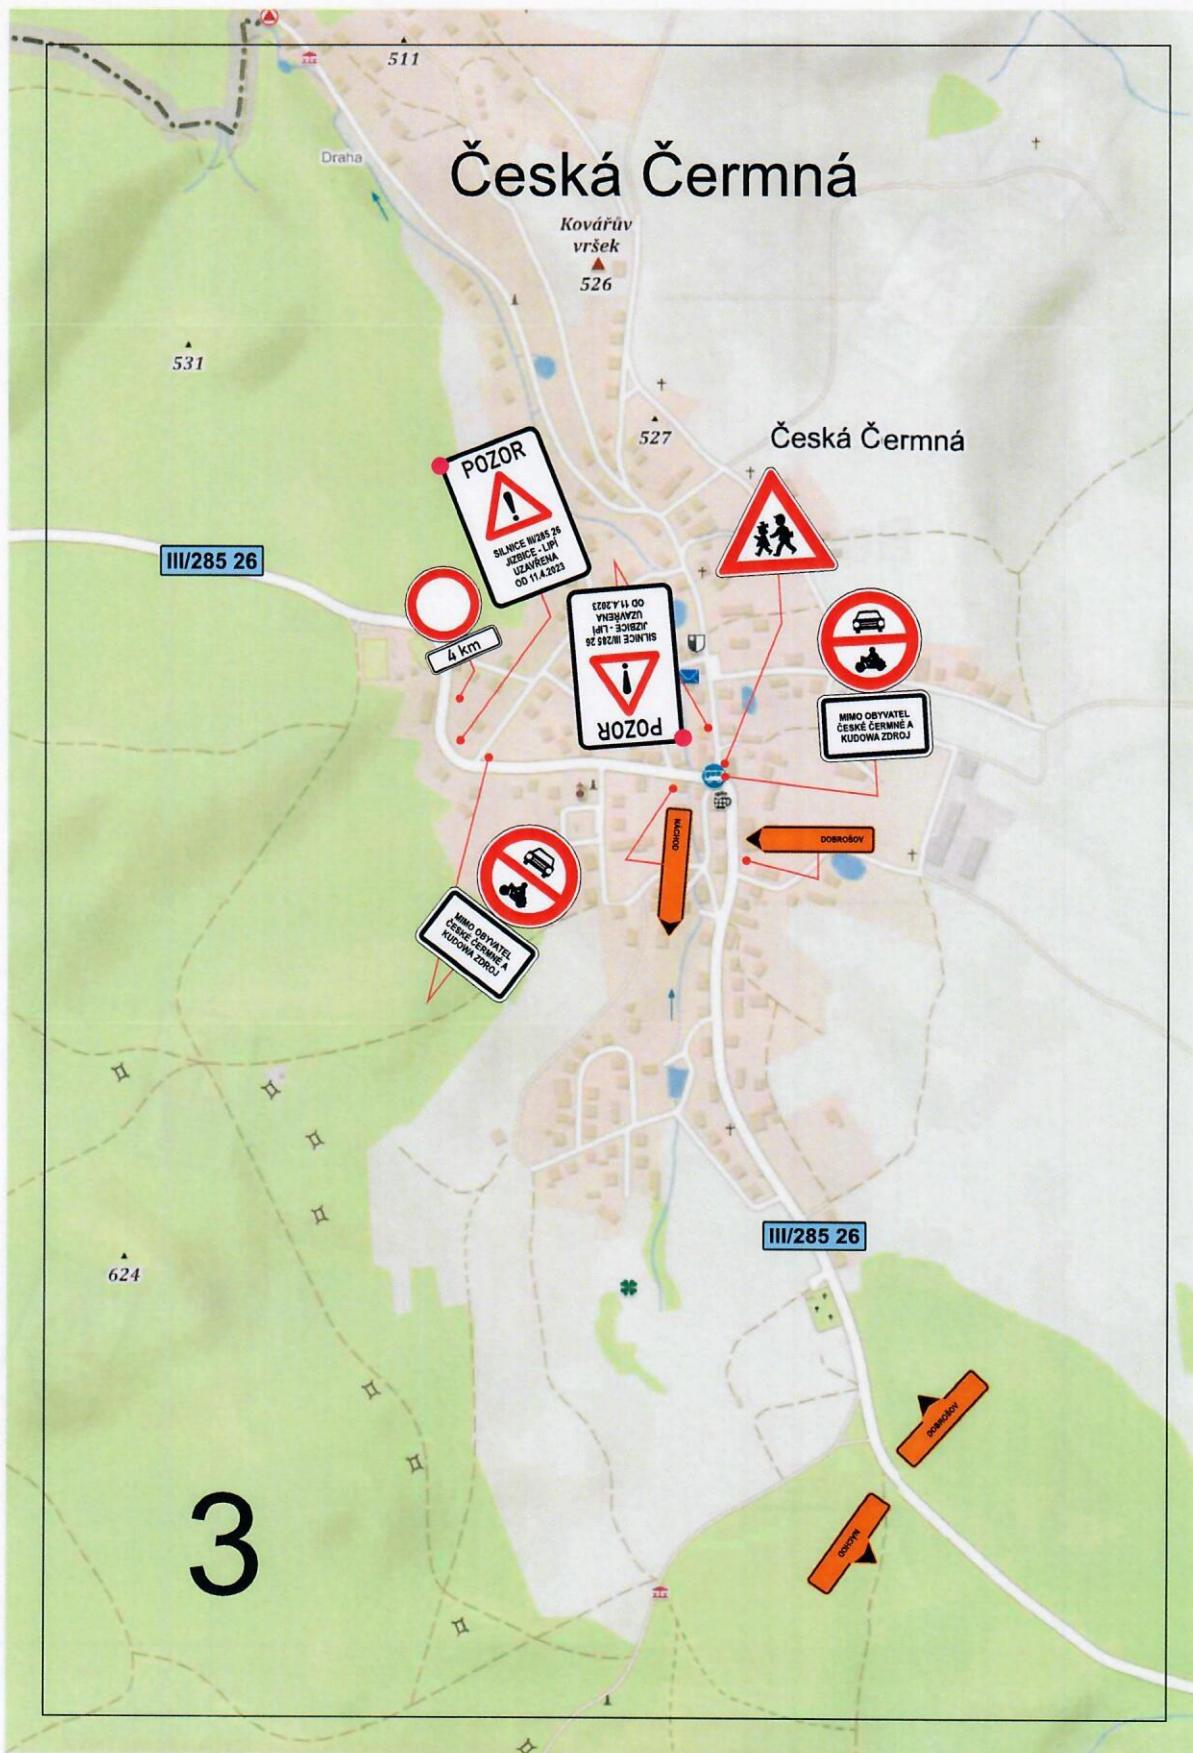 511
Draha
Česká Čermná
Kovářův
vršek
526
531
527
Česká Čermná
POZOR
SILNICE III/285 26
JIZBICE - LIPÍ
UZAVŘENA
OD 11.4.2023
III/285 26
4 km
POZOR
SILNICE III/285 26
JIZBICE - LIPÍ
UZAVŘENA
OD 11.4.2023
MIMO OBYVATEL
ČESKÉ ČERMNÉ A
KUDOWA ZDROJ
NÁCHOD
DOBROŠOV
MIMO OBYVATEL
ČESKÉ ČERMNÉ A
KUDOWA ZDROJ
III/285 26
624
DOBROŠOV
NÁCHOD
3